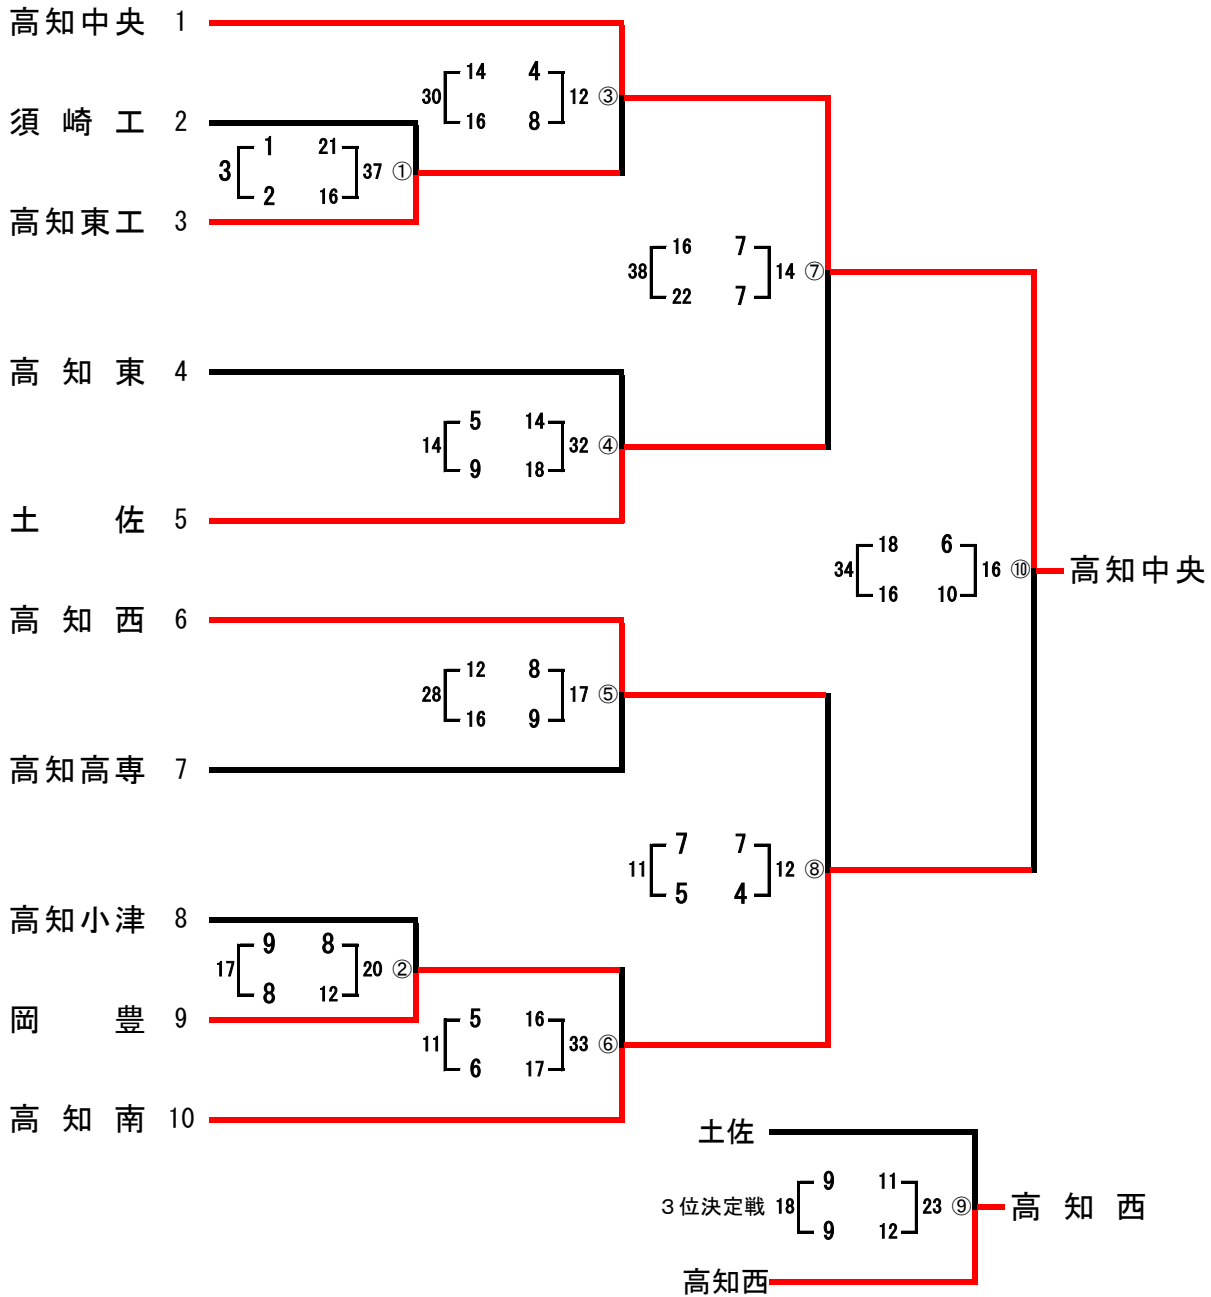 高知中央 1
14 4
30 12 ③
16 8
須崎工 2
1 21
3 37 ①
2 16
高知東工 3
16 7
38 14 ⑦
22 7
高知東 4
5 14
14 32 ④
9 18
土佐 5
18 6
34 16 ⑩ 高知中央
16 10
高知西 6
12 8
28 17 ⑤
16 9
高知高専 7
7 7
11 12 ⑧
5 4
高知小津 8
9 8
17 20 ②
8 12
岡豊 9
5 16
11 33 ⑥
6 17
高知南 10
土佐
9 11
3位決定戦 18 23 ⑨ 高知西
9 12
高知西